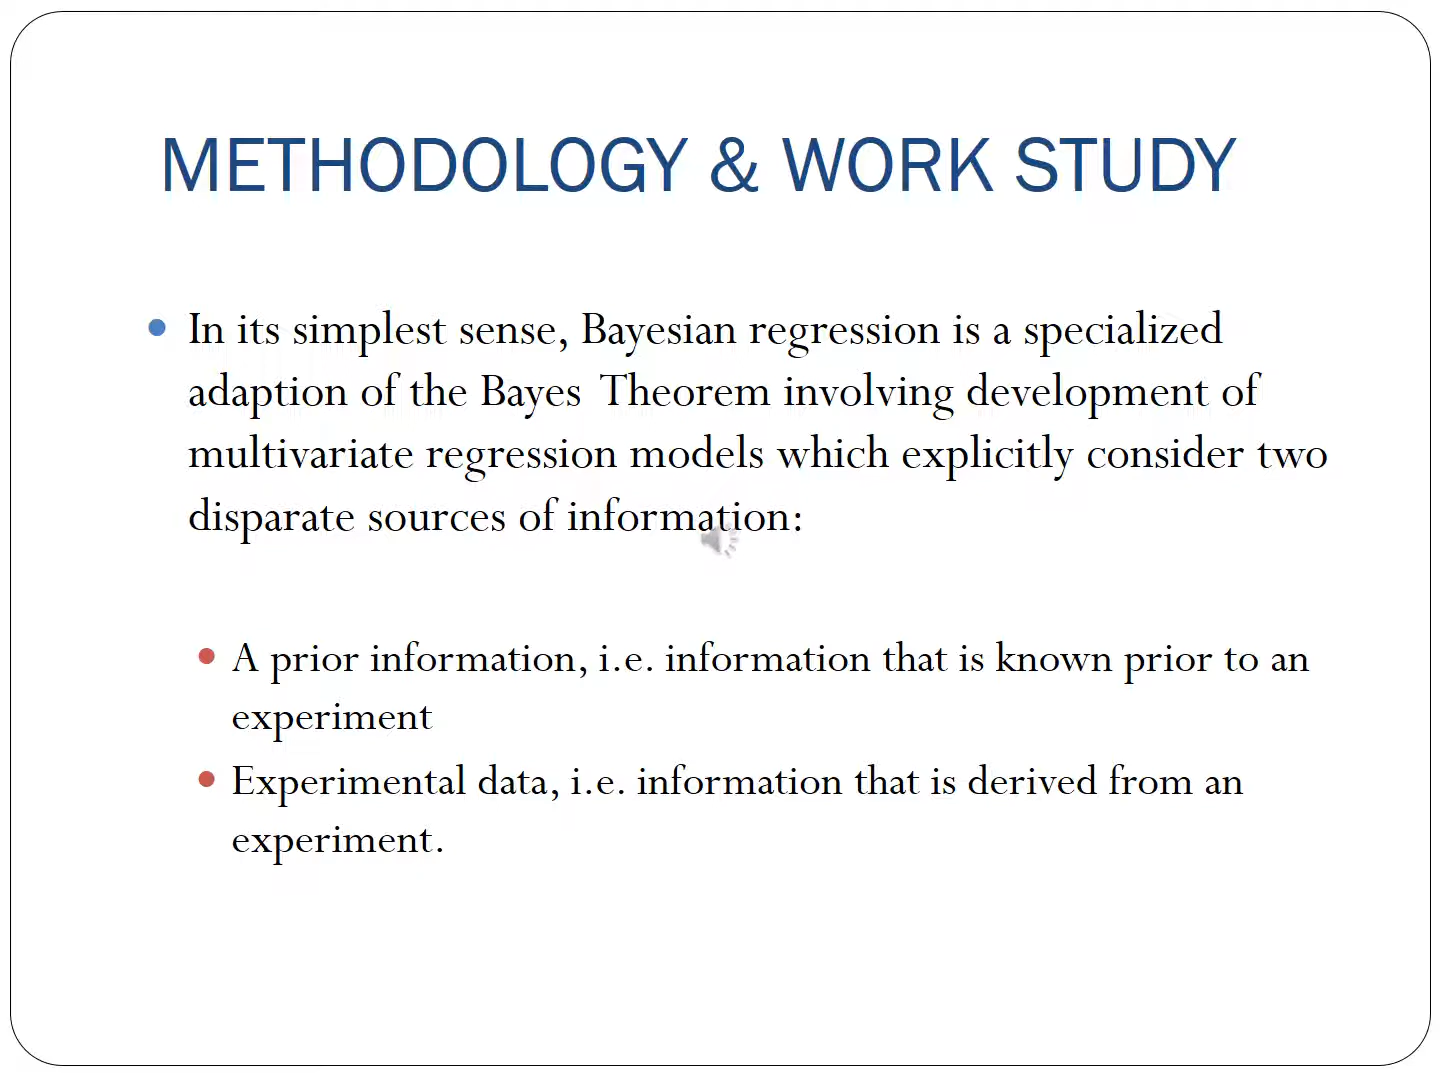 METHODOLOGY & WORK STUDY
In its simplest sense, Bayesian regression is a specialized
adaption of the Bayes Theorem involving development of
multivariate regression models which explicitly consider two
disparate sources of information:
A prior information, i.e. information that is known prior to an
experiment
Experimental data, i.e. information that is derived from an
experiment.